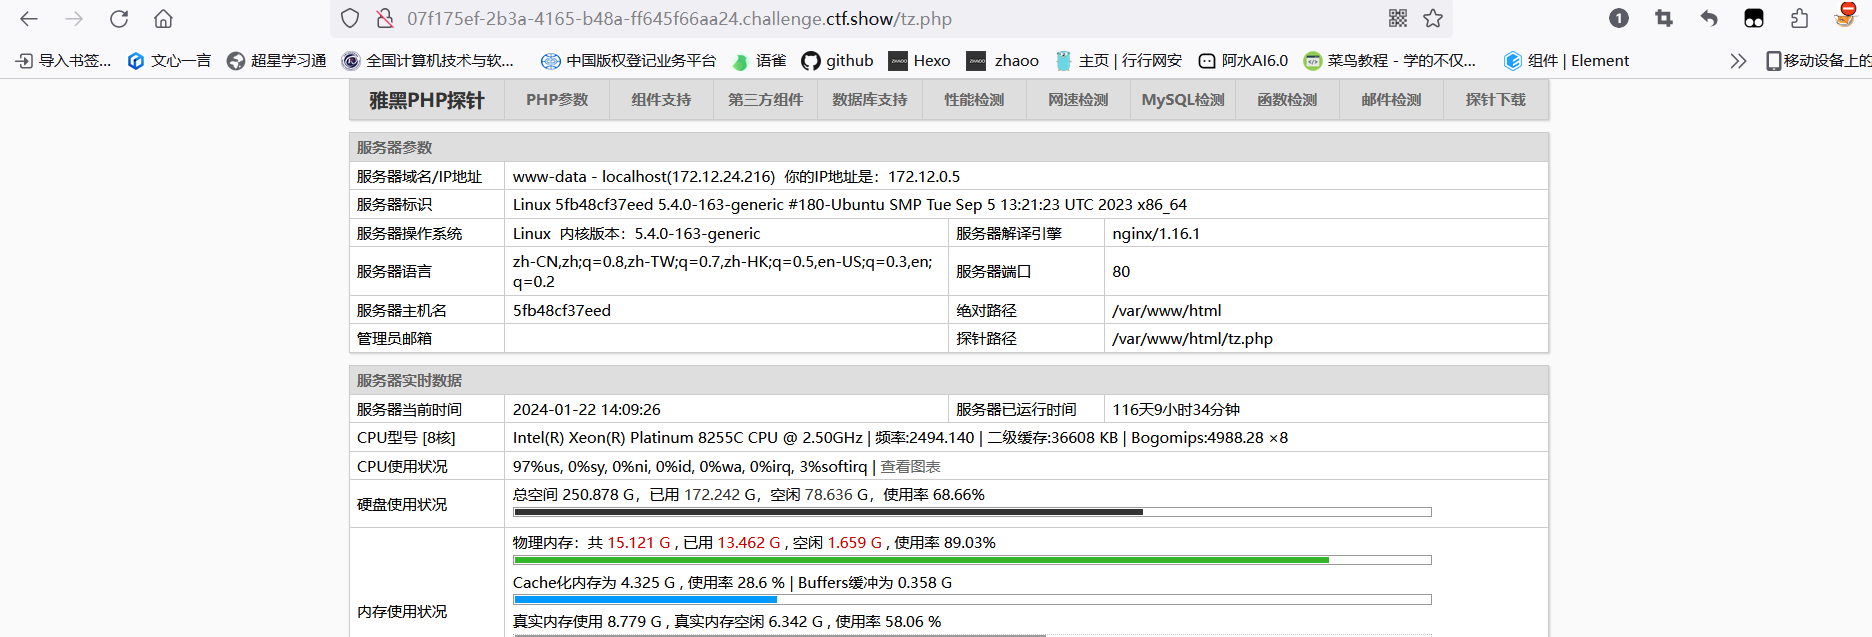 07f175ef-2b3a-4165-b48a-ff645f66aa24.challenge.ctf.show/tz.php
1
导入书签... 文心一言 超星学习通 全国计算机技术与软... 中国版权登记业务平台 语雀 github Hexo zhaoo 主页 | 行行网安 阿水AI6.0 菜鸟教程 - 学的不仅... 组件 | Element 移动设备上的
雅黑PHP探针 PHP参数 组件支持 第三方组件 数据库支持 性能检测 网速检测 MySQL检测 函数检测 邮件检测 探针下载
服务器参数
服务器域名/IP地址 www-data - localhost(172.12.24.216) 你的IP地址是：172.12.0.5
服务器标识 Linux 5fb48cf37eed 5.4.0-163-generic #180-Ubuntu SMP Tue Sep 5 13:21:23 UTC 2023 x86_64
服务器操作系统 Linux 内核版本：5.4.0-163-generic 服务器解译引擎 nginx/1.16.1
服务器语言 zh-CN,zh;q=0.8,zh-TW;q=0.7,zh-HK;q=0.5,en-US;q=0.3,en;
q=0.2 服务器端口 80
服务器主机名 5fb48cf37eed 绝对路径 /var/www/html
管理员邮箱 探针路径 /var/www/html/tz.php
服务器实时数据
服务器当前时间 2024-01-22 14:09:26 服务器已运行时间 116天9小时34分钟
CPU型号 [8核] Intel(R) Xeon(R) Platinum 8255C CPU @ 2.50GHz | 频率:2494.140 | 二级缓存:36608 KB | Bogomips:4988.28 ×8
CPU使用状况 97%us, 0%sy, 0%ni, 0%id, 0%wa, 0%irq, 3%softirq | 查看图表
硬盘使用状况 总空间 250.878 G，已用 172.242 G，空闲 78.636 G，使用率 68.66%
内存使用状况 物理内存：共 15.121 G , 已用 13.462 G , 空闲 1.659 G , 使用率 89.03%
Cache化内存为 4.325 G , 使用率 28.6 % | Buffers缓冲为 0.358 G
真实内存使用 8.779 G , 真实内存空闲 6.342 G , 使用率 58.06 %